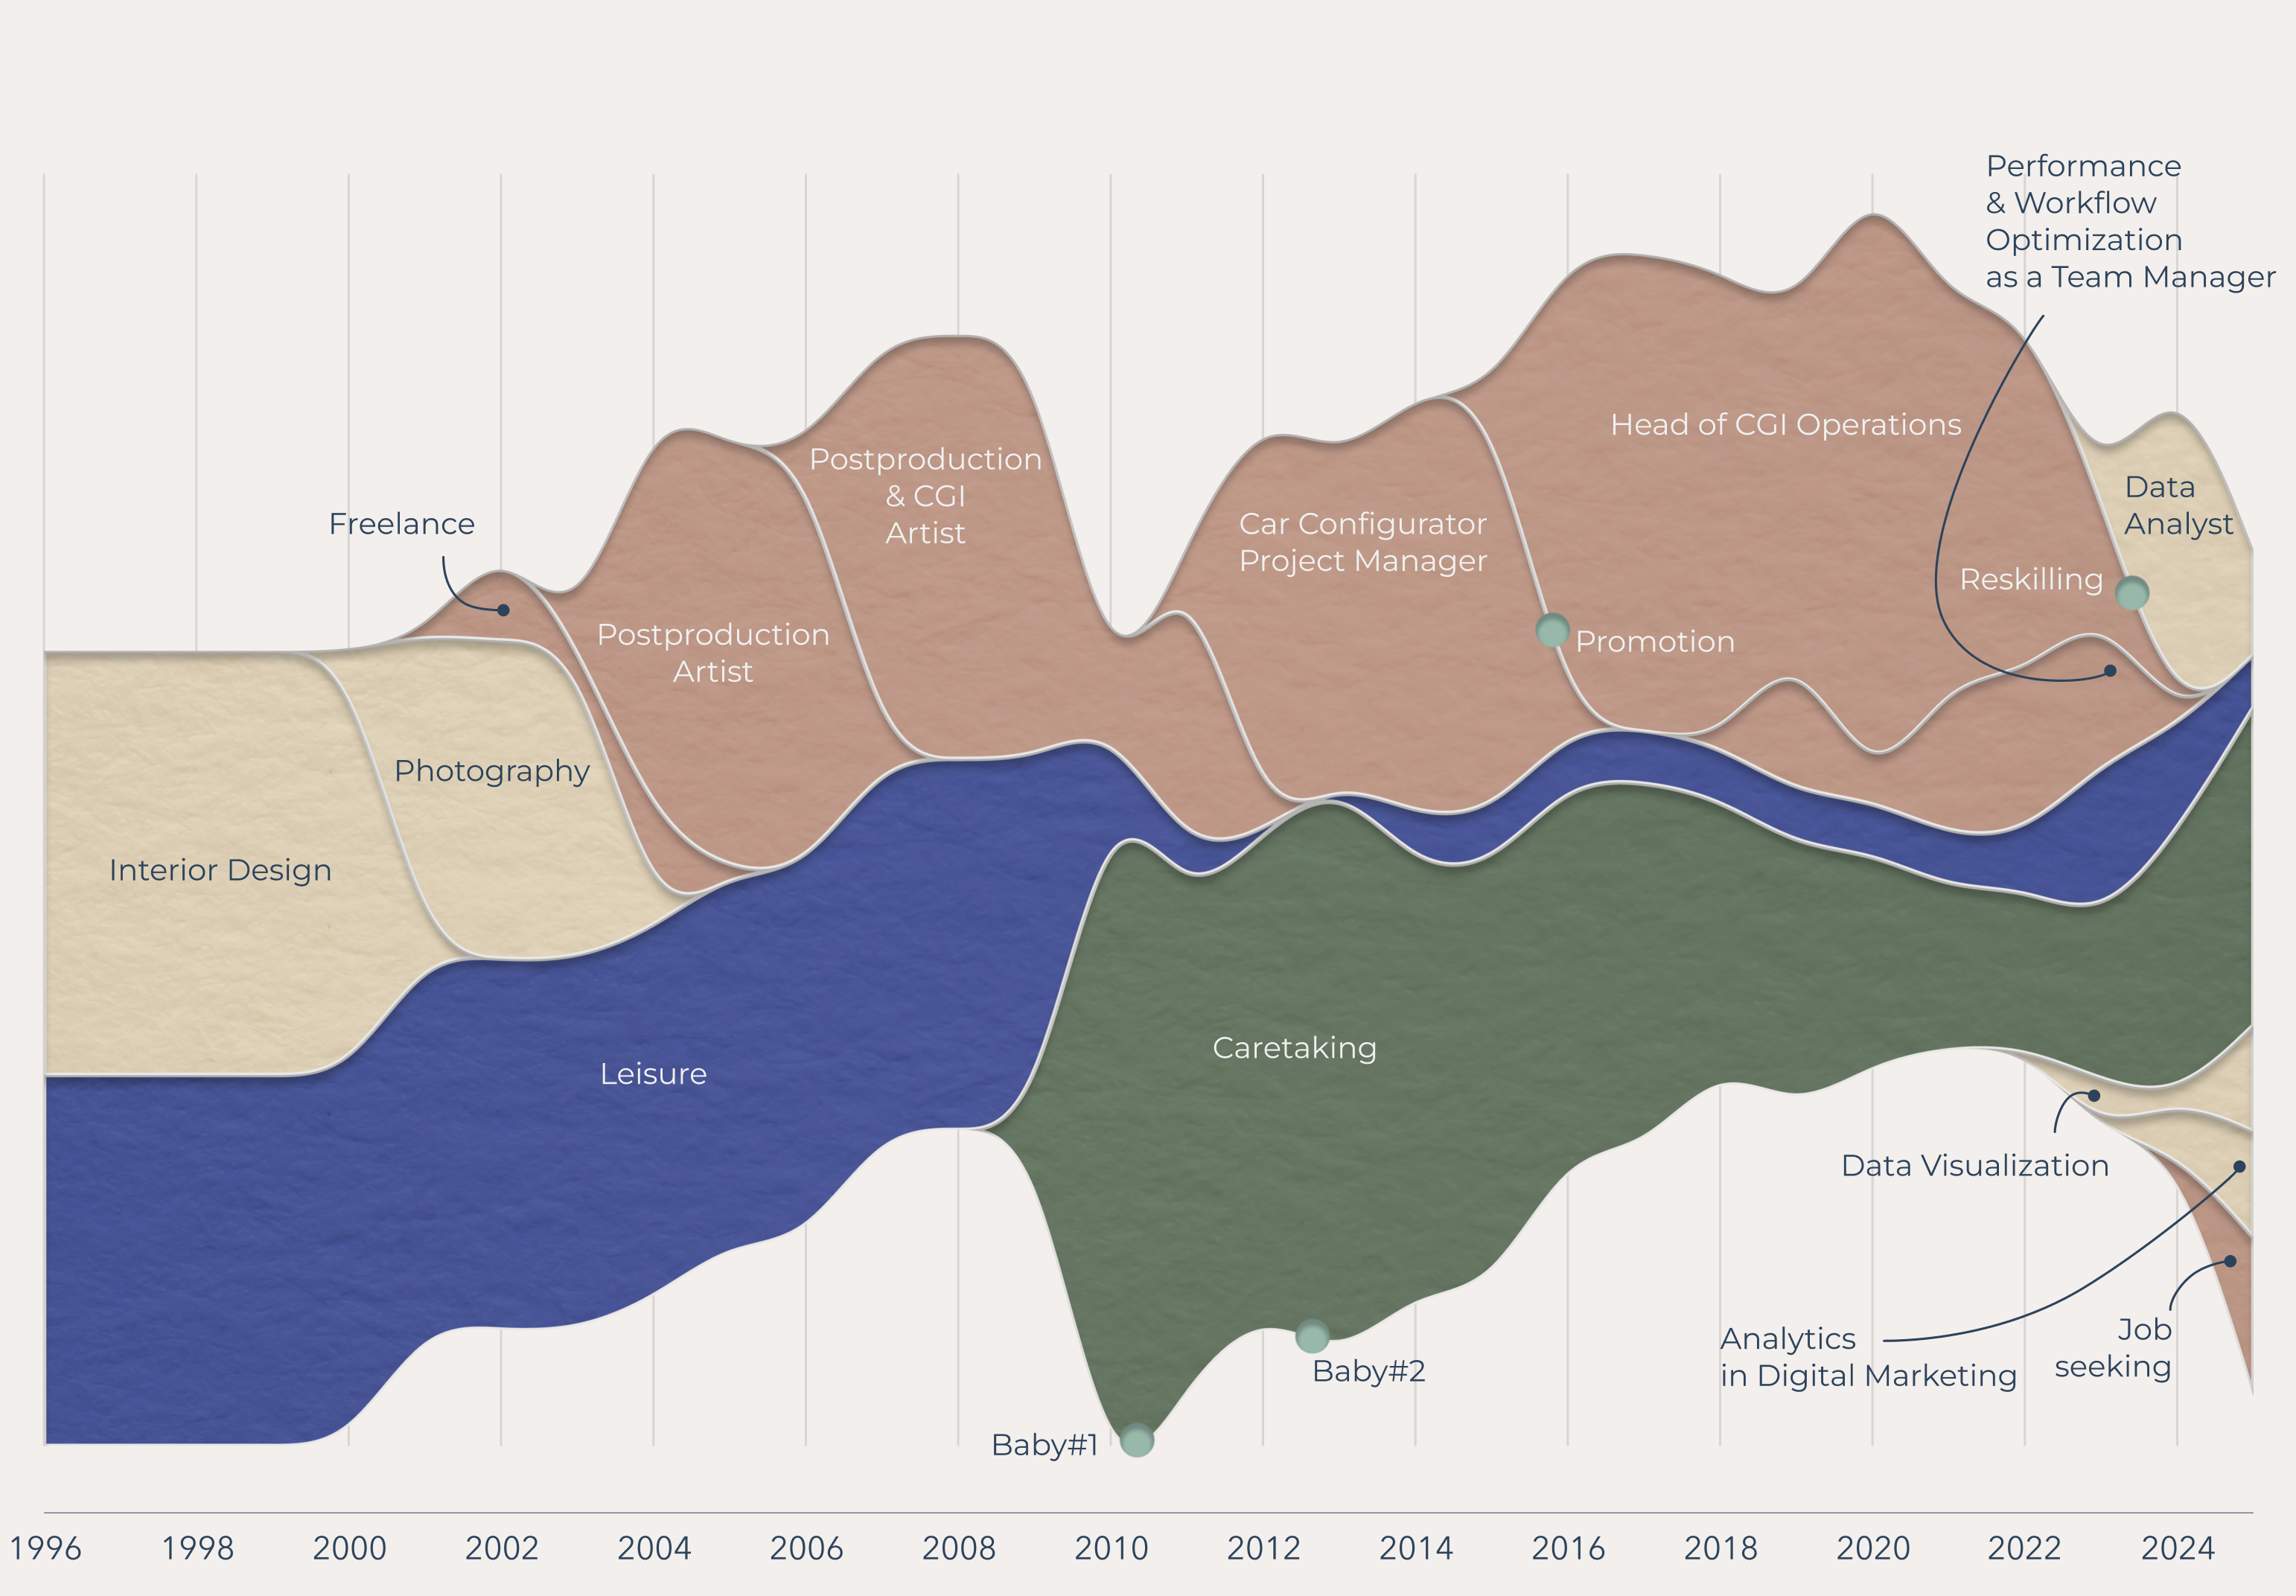 Performance
& Workflow
Optimization
as a Team Manager
Head of CGI Operations
Postproduction
& CGI
Artist
Data
Analyst
Freelance
Car Configurator
Project Manager
Reskilling
Postproduction
Artist
Promotion
Photography
Interior Design
Leisure
Caretaking
Data Visualization
Analytics
in Digital Marketing
Job
seeking
Baby#2
Baby#1
1996 1998 2000 2002 2004 2006 2008 2010 2012 2014 2016 2018 2020 2022 2024